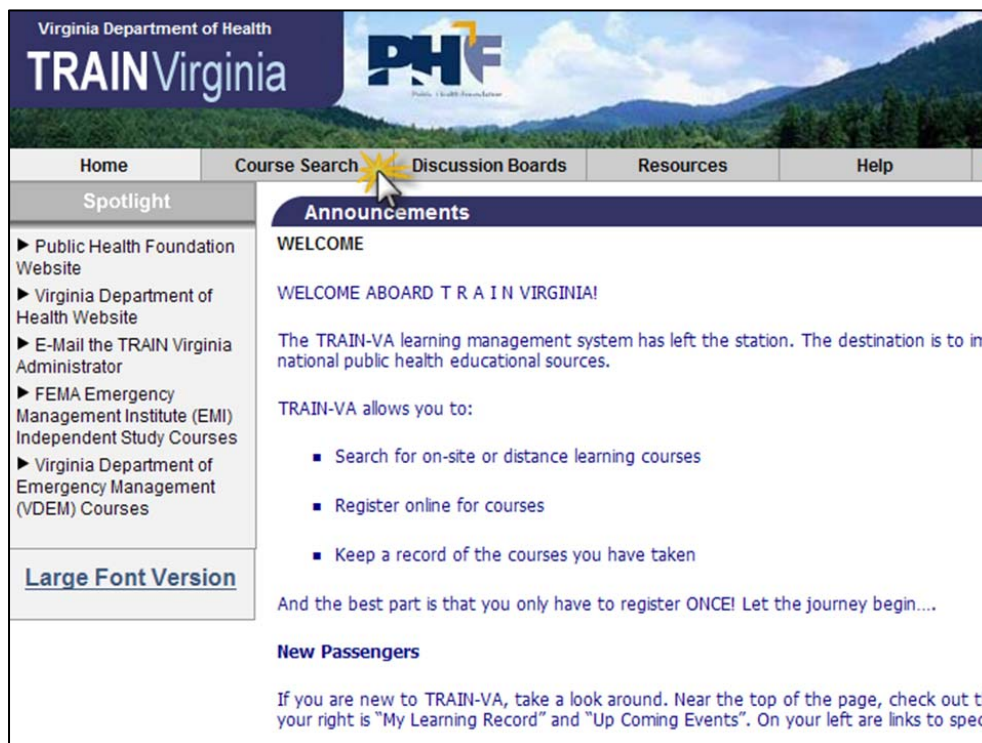 Virginia Department of Health
TRAINVirginia
PHF
Public Health Foundation
Home
Course Search
Discussion Boards
Resources
Help
Spotlight
► Public Health Foundation
Website
► Virginia Department of
Health Website
► E-Mail the TRAIN Virginia
Administrator
► FEMA Emergency
Management Institute (EMI)
Independent Study Courses
► Virginia Department of
Emergency Management
(VDEM) Courses
Large Font Version
Announcements
WELCOME
WELCOME ABOARD T R A I N VIRGINIA!
The TRAIN-VA learning management system has left the station. The destination is to
national public health educational sources.
TRAIN-VA allows you to:
▪ Search for on-site or distance learning courses
▪ Register online for courses
▪ Keep a record of the courses you have taken
And the best part is that you only have to register ONCE! Let the journey begin....
New Passengers
If you are new to TRAIN-VA, take a look around. Near the top of the page, check out
your right is "My Learning Record" and "Up Coming Events". On your left are links to